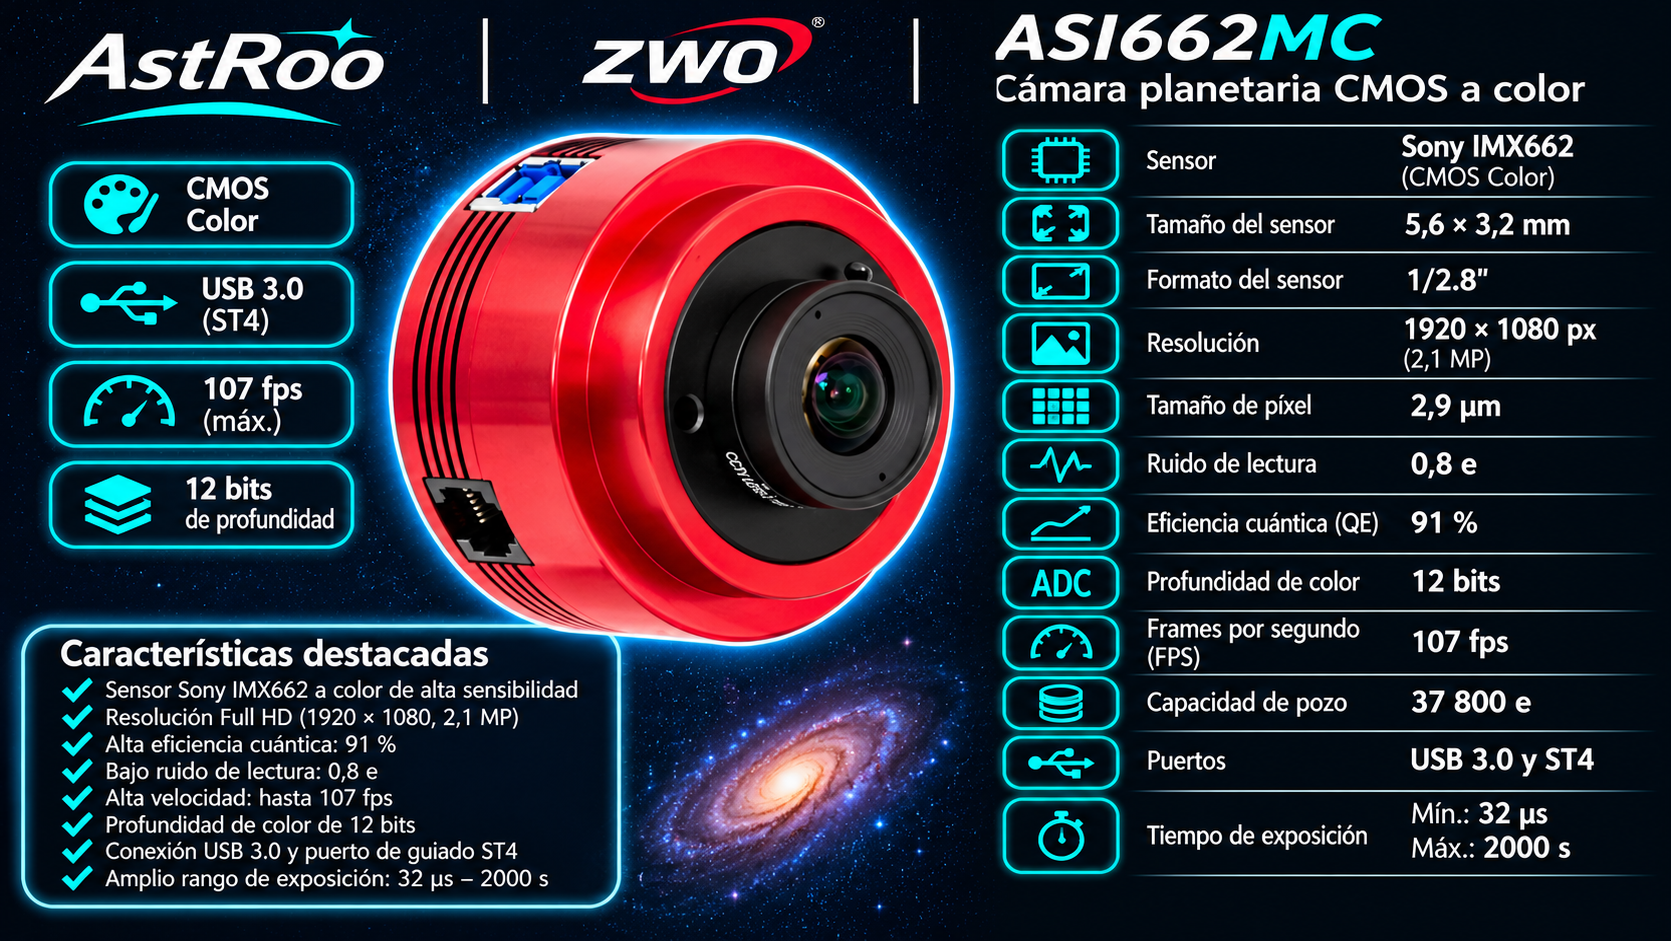 AstRoo
ZWO®
ASI662MC
Cámara planetaria CMOS a color
CMOS
Color
USB 3.0
(ST4)
107 fps
(máx.)
12 bits
de profundidad
Características destacadas
Sensor Sony IMX662 a color de alta sensibilidad
Resolución Full HD (1920 × 1080, 2,1 MP)
Alta eficiencia cuántica: 91 %
Bajo ruido de lectura: 0,8 e
Alta velocidad: hasta 107 fps
Profundidad de color de 12 bits
Conexión USB 3.0 y puerto de guiado ST4
Amplio rango de exposición: 32 µs – 2000 s
Sensor
Sony IMX662
(CMOS Color)
Tamaño del sensor
5,6 × 3,2 mm
Formato del sensor
1/2.8"
Resolución
1920 × 1080 px
(2,1 MP)
Tamaño de píxel
2,9 µm
Ruido de lectura
0,8 e
Eficiencia cuántica (QE)
91 %
ADC
Profundidad de color
12 bits
Frames por segundo
(FPS)
107 fps
Capacidad de pozo
37 800 e
Puertos
USB 3.0 y ST4
Tiempo de exposición
Mín.: 32 µs
Máx.: 2000 s